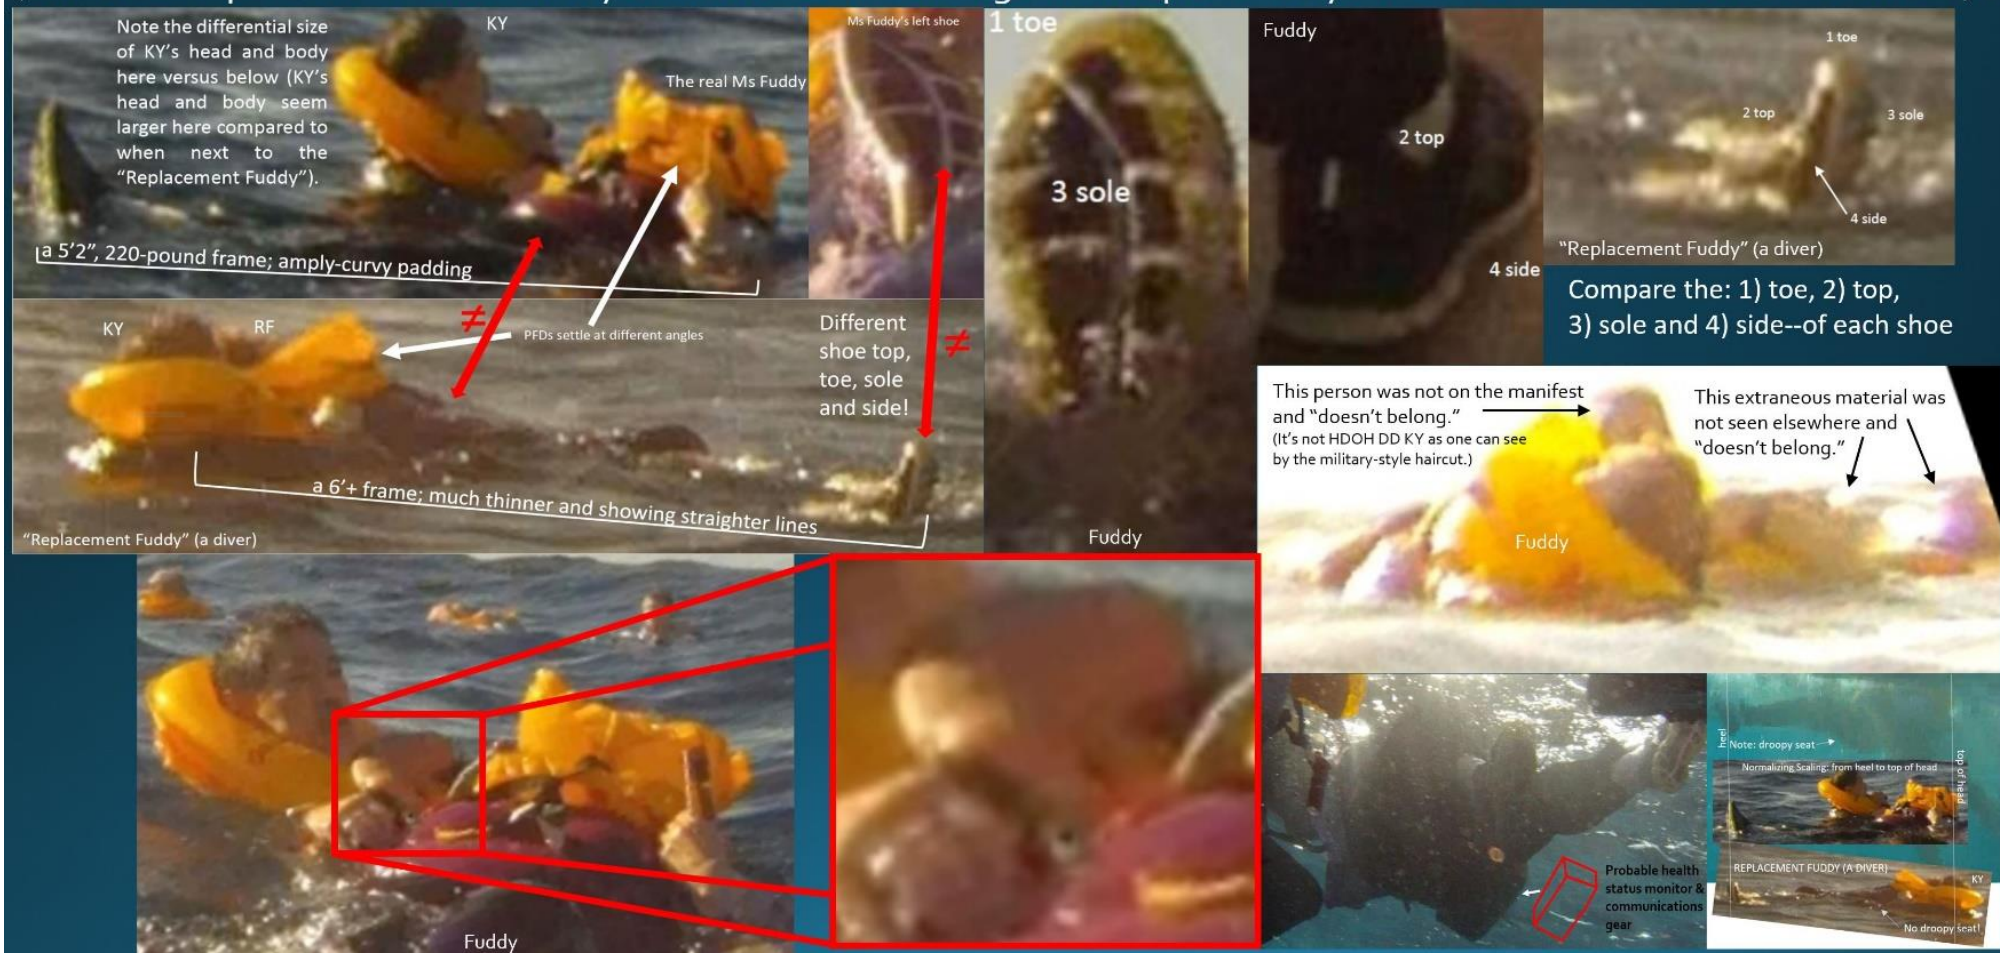 Note the differential size
of KY's head and body
here versus below (KY's
head and body seem
larger here compared to
when next to the
"Replacement Fuddy").
KY
The real Ms Fuddy
a 5'2", 220-pound frame; amply-curvy padding
Ms Fuddy's left shoe
1 toe
3 sole
Fuddy
Fuddy
2 top
4 side
1 toe
2 top
3 sole
4 side
"Replacement Fuddy" (a diver)
Compare the: 1) toe, 2) top,
3) sole and 4) side--of each shoe
KY
RF
≠
PFDs settle at different angles
Different
shoe top,
toe, sole
and side!
≠
a 6'+ frame; much thinner and showing straighter lines
"Replacement Fuddy" (a diver)
This person was not on the manifest
and "doesn't belong."
(It's not HDOH DD KY as one can see
by the military-style haircut.)
This extraneous material was
not seen elsewhere and
"doesn't belong."
Fuddy
Fuddy
Probable health
status monitor &
communications
gear
heel
Note: droopy seat
top of head
Normalizing Scaling: from heel to top of head
REPLACEMENT FUDDY (A DIVER)
KY
No droopy seat!